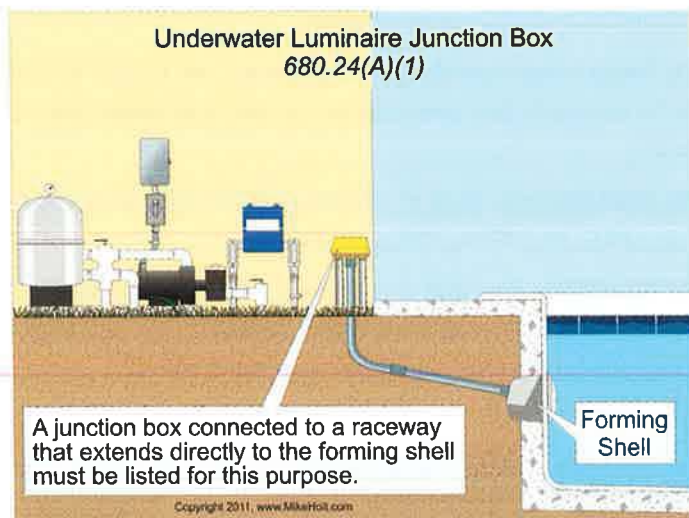 Underwater Luminaire Junction Box
680.24(A)(1)
A junction box connected to a raceway
that extends directly to the forming shell
must be listed for this purpose.
Forming
Shell
Copyright 2011, www.MikeHolt.com